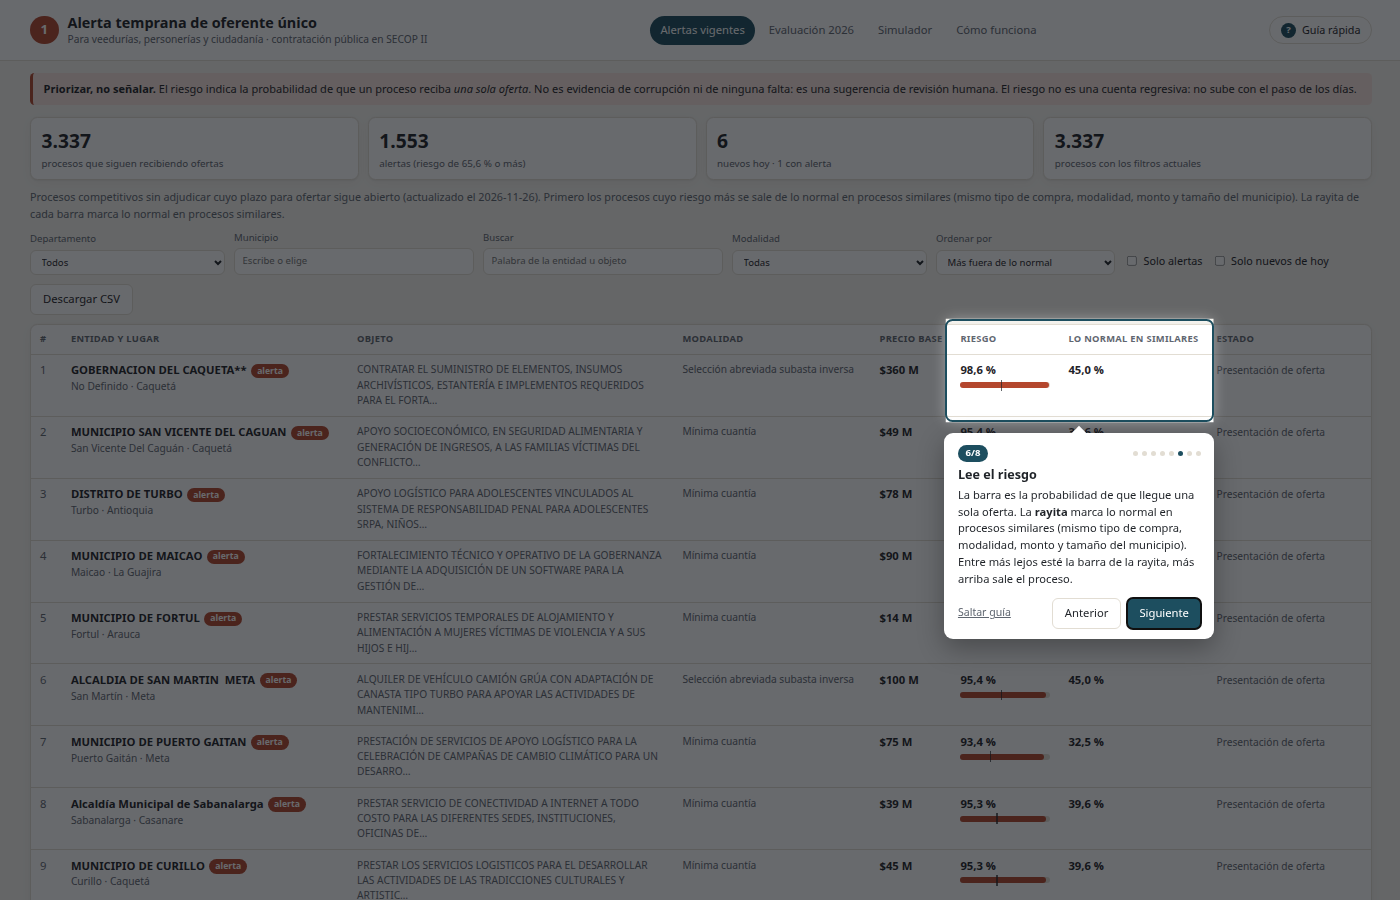 1
Alerta temprana de oferente único
Para veedurías, personerías y ciudadanía · contratación pública en SECOP II
Alertas vigentes
Evaluación 2026
Simulador
Cómo funciona
? Guía rápida
Priorizar, no señalar. El riesgo indica la probabilidad de que un proceso reciba una sola oferta. No es evidencia de corrupción ni de ninguna falta: es una sugerencia de revisión humana. El riesgo no es una cuenta regresiva: no sube con el paso de los días.
3.337
procesos que siguen recibiendo ofertas
1.553
alertas (riesgo de 65,6 % o más)
6
nuevos hoy · 1 con alerta
3.337
procesos con los filtros actuales
Procesos competitivos sin adjudicar cuyo plazo para ofertar sigue abierto (actualizado el 2026-11-26). Primero los procesos cuyo riesgo más se sale de lo normal en procesos similares (mismo tipo de compra, modalidad, monto y tamaño del municipio). La rayita de
cada barra marca lo normal en procesos similares.
Departamento
Todos
Municipio
Escribe o elige
Buscar
Palabra de la entidad u objeto
Modalidad
Todas
Ordenar por
Más fuera de lo normal
Solo alertas
Solo nuevos de hoy
Descargar CSV
# ENTIDAD Y LUGAR OBJETO MODALIDAD PRECIO BASE RIESGO LO NORMAL EN SIMILARES ESTADO
1 GOBERNACION DEL CAQUETA** alerta
No Definido · Caquetá
CONTRATAR EL SUMINISTRO DE ELEMENTOS, INSUMOS
ARCHIVÍSTICOS, ESTANTERÍA E IMPLEMENTOS REQUERIDOS
PARA EL FORTA...
Selección abreviada subasta inversa
$360 M
98,6 %
45,0 %
Presentación de oferta
2 MUNICIPIO SAN VICENTE DEL CAGUAN alerta
San Vicente Del Caguán · Caquetá
APOYO SOCIOECONÓMICO, EN SEGURIDAD ALIMENTARIA Y
GENERACIÓN DE INGRESOS, A LAS FAMILIAS VÍCTIMAS DEL
CONFLICTO...
Mínima cuantía
$49 M
Presentación de oferta
3 DISTRITO DE TURBO alerta
Turbo · Antioquia
APOYO LOGÍSTICO PARA ADOLESCENTES VINCULADOS AL
SISTEMA DE RESPONSABILIDAD PENAL PARA ADOLESCENTES
SRPA, NIÑOS...
Mínima cuantía
$78 M
Presentación de oferta
4 MUNICIPIO DE MAICAO alerta
Maicao · La Guajira
FORTALECIMIENTO TÉCNICO Y OPERATIVO DE LA GOBERNANZA
MEDIANTE LA ADQUISICIÓN DE UN SOFTWARE PARA LA
GESTIÓN DE...
Mínima cuantía
$90 M
Presentación de oferta
5 MUNICIPIO DE FORTUL alerta
Fortul · Arauca
PRESTAR SERVICIOS TEMPORALES DE ALOJAMIENTO Y
ALIMENTACIÓN A MUJERES VÍCTIMAS DE VIOLENCIA Y A SUS
HIJOS E HIJ...
Mínima cuantía
$14 M
Presentación de oferta
6/8
Lee el riesgo
La barra es la probabilidad de que llegue una
sola oferta. La rayita marca lo normal en
procesos similares (mismo tipo de compra,
modalidad, monto y tamaño del municipio).
Entre más lejos esté la barra de la rayita, más
arriba sale el proceso.
Saltar guía
Anterior
Siguiente
6 ALCALDIA DE SAN MARTIN META alerta
San Martín · Meta
ALQUILER DE VEHÍCULO CAMIÓN GRÚA CON ADAPTACIÓN DE
CANASTA TIPO TURBO PARA APOYAR LAS ACTIVIDADES DE
MANTENIMI...
Selección abreviada subasta inversa
$100 M
95,4 %
45,0 %
Presentación de oferta
7 MUNICIPIO DE PUERTO GAITAN alerta
Puerto Gaitán · Meta
PRESTACIÓN DE SERVICIOS DE APOYO LOGÍSTICO PARA LA
CELEBRACIÓN DE CAMPAÑAS DE CAMBIO CLIMÁTICO PARA UN
DESARRO...
Mínima cuantía
$75 M
93,4 %
32,5 %
Presentación de oferta
8 Alcaldía Municipal de Sabanalarga alerta
Sabanalarga · Casanare
PRESTAR SERVICIO DE CONECTIVIDAD A INTERNET A TODO
COSTO PARA LAS DIFERENTES SEDES, INSTITUCIONES,
OFICINAS DE...
Mínima cuantía
$39 M
95,3 %
39,6 %
Presentación de oferta
9 MUNICIPIO DE CURILLO alerta
Curillo · Caquetá
PRESTAR LOS SERVICIOS LOGISTICOS PARA EL DESARROLLAR
LAS ACTIVIDADES DE LAS TRADICCIONES CULTURALES Y
ARTISTIC...
Mínima cuantía
$45 M
95,3 %
39,6 %
Presentación de oferta